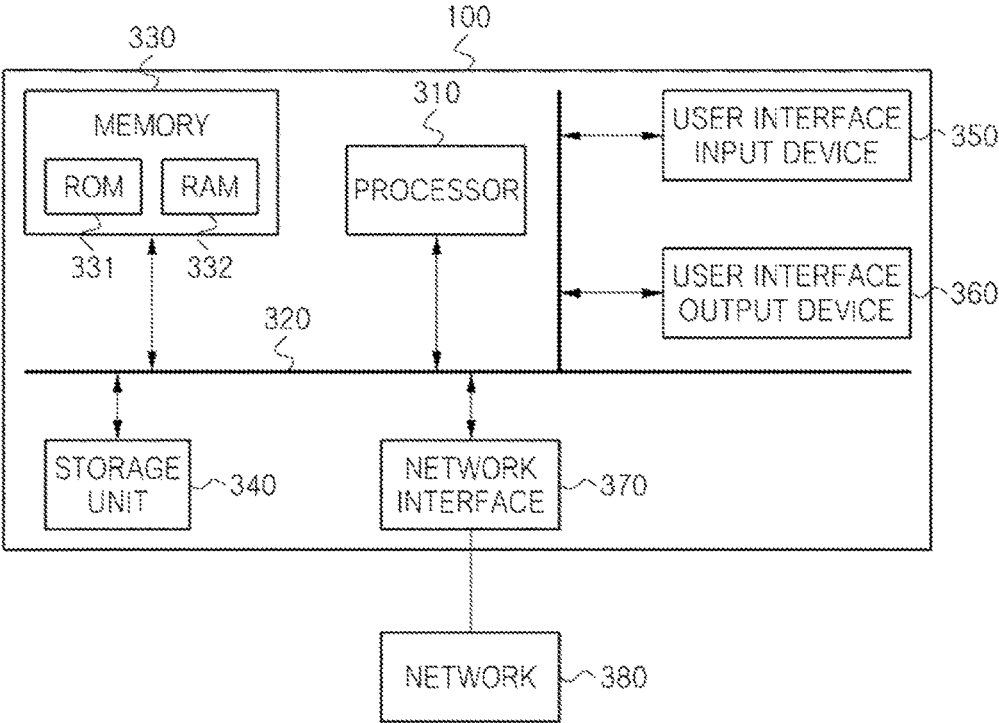 100
330
310
MEMORY
ROM
RAM
331
332
PROCESSOR
USER INTERFACE
INPUT DEVICE
350
USER INTERFACE
OUTPUT DEVICE
360
320
STORAGE
UNIT
340
NETWORK
INTERFACE
370
NETWORK
380